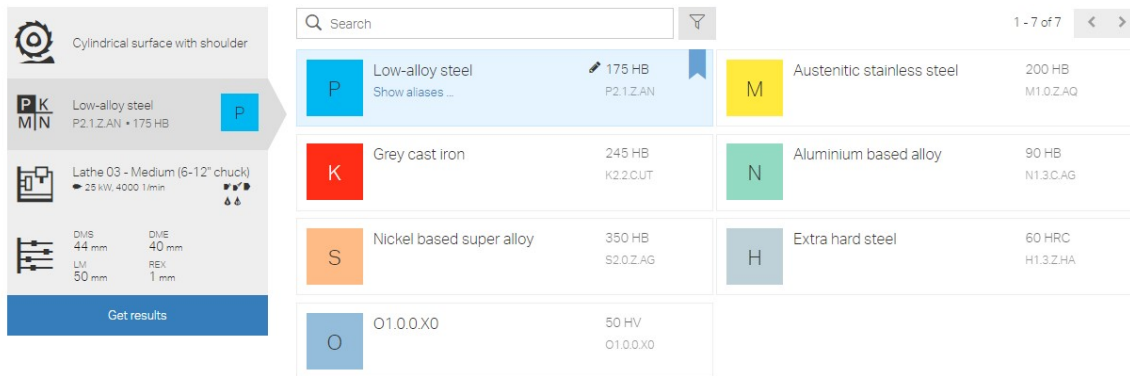 Cylindrical surface with shoulder
P K
M N
Low-alloy steel
P2.1.Z.AN • 175 HB
P
Lathe 03 - Medium (6-12" chuck)
25 kW, 4000 1/min
DMS DME
44 mm 40 mm
LM REX
50 mm 1 mm
Get results
Search
1 - 7 of 7
P
Low-alloy steel 175 HB
Show aliases ... P2.1.Z.AN
M
Austenitic stainless steel 200 HB
M1.0.Z.AQ
K
Grey cast iron 245 HB
K2.2.C.UT
N
Aluminium based alloy 90 HB
N1.3.C.AG
S
Nickel based super alloy 350 HB
S2.0.Z.AG
H
Extra hard steel 60 HRC
H1.3.Z.HA
O
O1.0.0.X0 50 HV
O1.0.0.X0